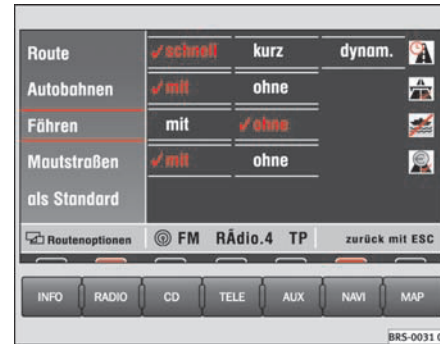 Route ✓schnell kurz dynam.
Autobahnen ✓mit ohne
Fähren mit ✓ohne
Mautstraßen ✓mit ohne
als Standard
Routenoptionen FM RÃdio.4 TP zurück mit ESC
INFO RADIO CD TELE AUX NAVI MAP
BRS-0031